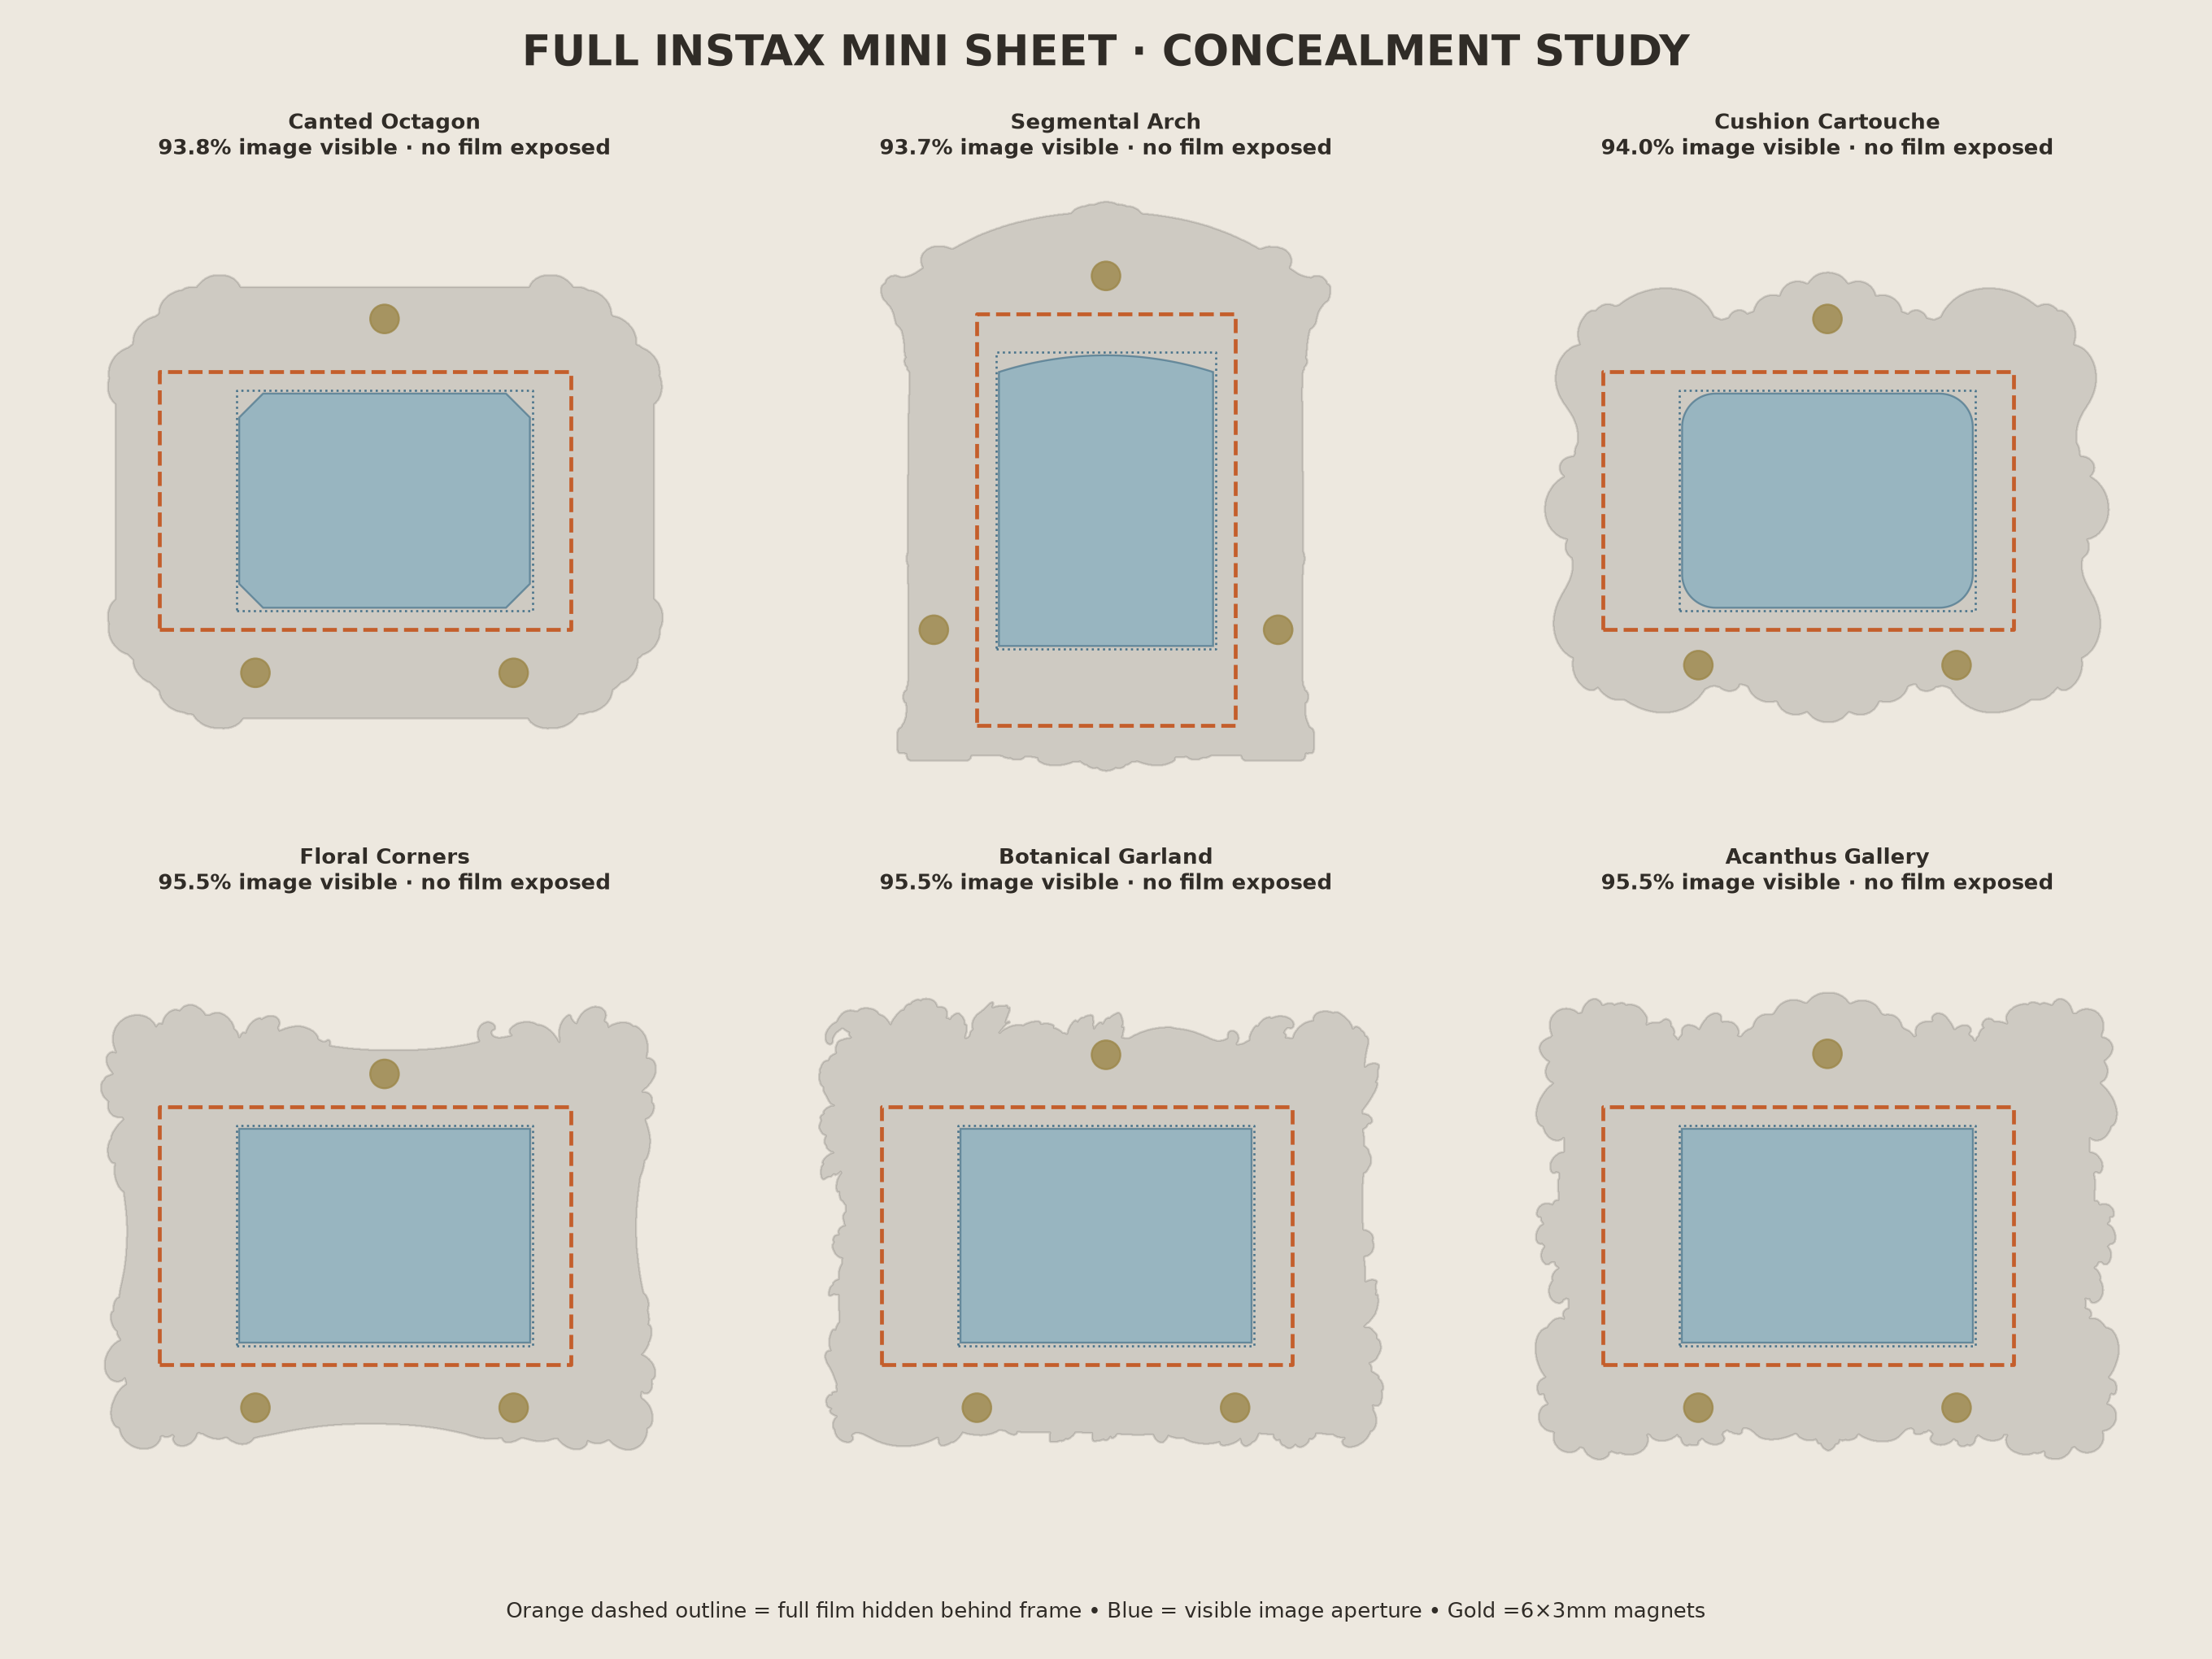 FULL INSTAX MINI SHEET · CONCEALMENT STUDY
Canted Octagon
93.8% image visible · no film exposed
Segmental Arch
93.7% image visible · no film exposed
Cushion Cartouche
94.0% image visible · no film exposed
Floral Corners
95.5% image visible · no film exposed
Botanical Garland
95.5% image visible · no film exposed
Acanthus Gallery
95.5% image visible · no film exposed
Orange dashed outline = full film hidden behind frame • Blue = visible image aperture • Gold =6×3mm magnets